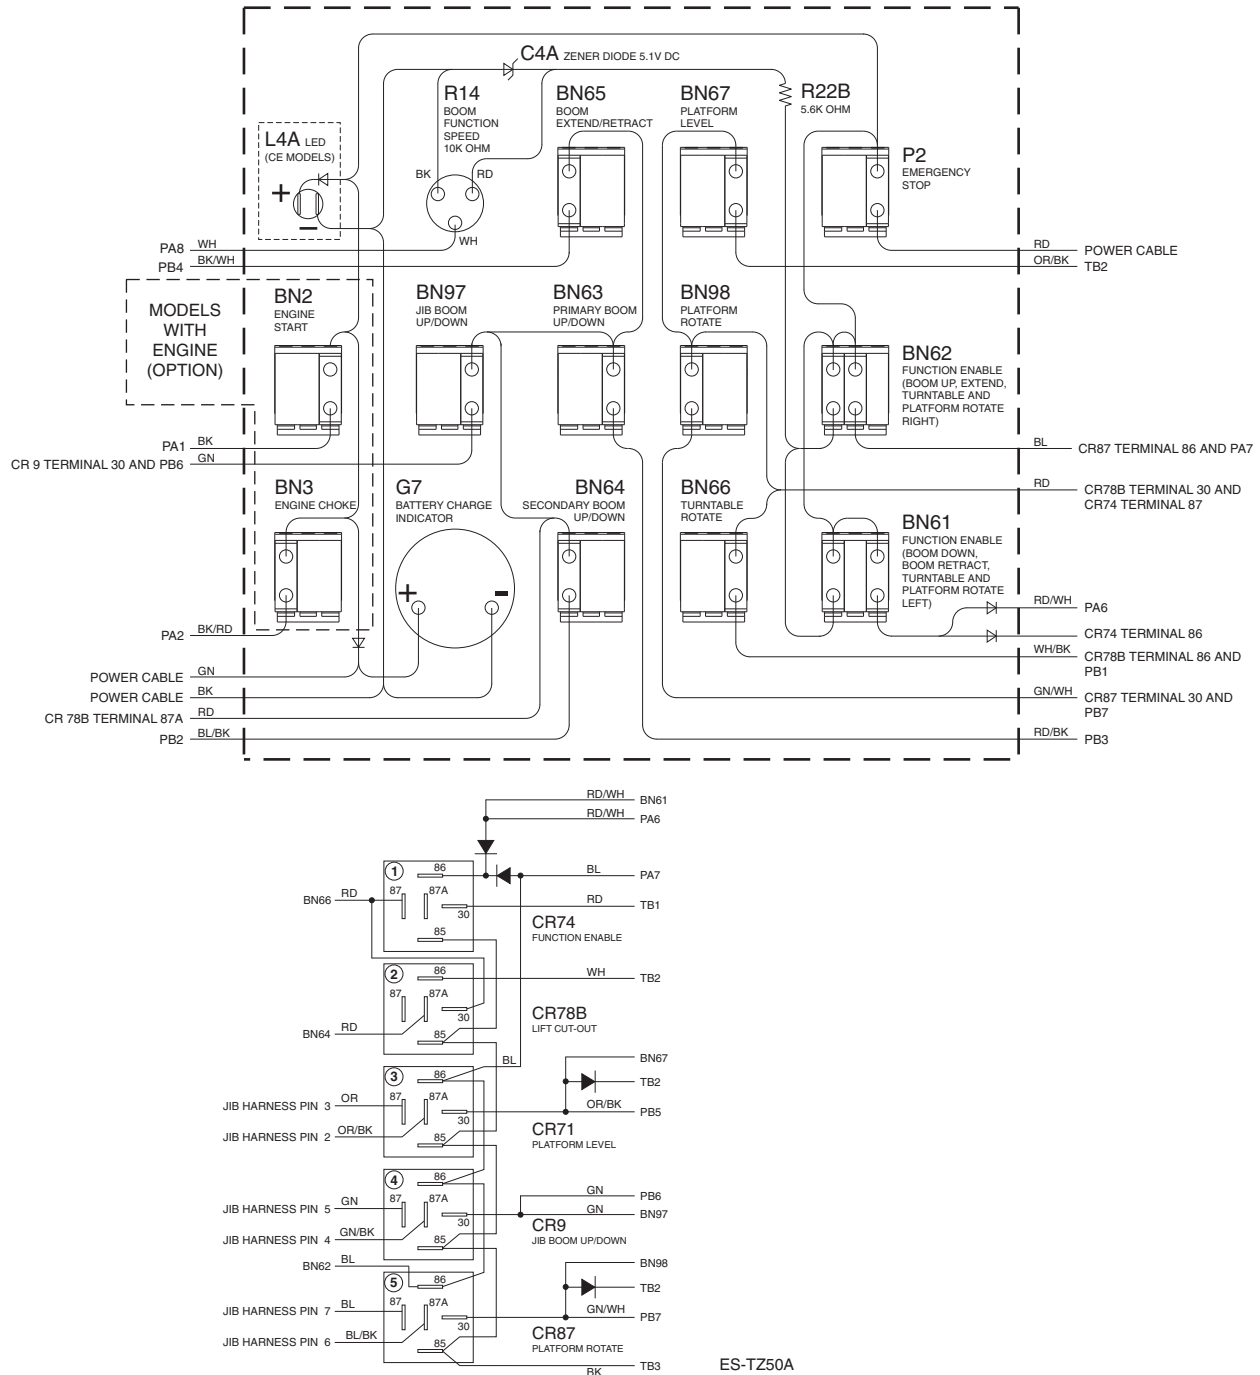 C4A ZENER DIODE 5.1V DC
R14
BOOM
FUNCTION
SPEED
10K OHM
BN65
BOOM
EXTEND/RETRACT
BN67
PLATFORM
LEVEL
R22B
5.6K OHM
L4A LED
(CE MODELS)
+
–
BK
RD
WH
P2
EMERGENCY
STOP
PA8 WH
PB4 BK/WH
RD POWER CABLE
OR/BK TB2
MODELS
WITH
ENGINE
(OPTION)
BN2
ENGINE
START
BN97
JIB BOOM
UP/DOWN
BN63
PRIMARY BOOM
UP/DOWN
BN98
PLATFORM
ROTATE
BN62
FUNCTION ENABLE
(BOOM UP, EXTEND,
TURNTABLE AND
PLATFORM ROTATE
RIGHT)
PA1 BK
CR 9 TERMINAL 30 AND PB6 GN
BL CR87 TERMINAL 86 AND PA7
BN3
ENGINE CHOKE
G7
BATTERY CHARGE
INDICATOR
+
-
BN64
SECONDARY BOOM
UP/DOWN
BN66
TURNTABLE
ROTATE
RD CR78B TERMINAL 30 AND
CR74 TERMINAL 87
BN61
FUNCTION ENABLE
(BOOM DOWN,
BOOM RETRACT,
TURNTABLE AND
PLATFORM ROTATE
LEFT)
RD/WH PA6
CR74 TERMINAL 86
WH/BK CR78B TERMINAL 86 AND
PB1
PA2 BK/RD
POWER CABLE GN
POWER CABLE BK
CR 78B TERMINAL 87A RD
PB2 BL/BK
GN/WH CR87 TERMINAL 30 AND
PB7
RD/BK PB3
RD/WH BN61
RD/WH PA6
1
86
87
87A
30
85
BL PA7
BN66 RD
RD TB1
CR74
FUNCTION ENABLE
2
86
87
87A
30
85
WH TB2
CR78B
LIFT CUT-OUT
BN64 RD
BL
3
86
87
87A
30
85
BN67
TB2
OR/BK PB5
JIB HARNESS PIN 3 OR
JIB HARNESS PIN 2 OR/BK
CR71
PLATFORM LEVEL
4
86
87
87A
30
85
GN PB6
GN BN97
JIB HARNESS PIN 5 GN
JIB HARNESS PIN 4 GN/BK
CR9
JIB BOOM UP/DOWN
BN62 BL
5
86
87
87A
30
85
BN98
TB2
GN/WH PB7
JIB HARNESS PIN 7 BL
JIB HARNESS PIN 6 BL/BK
CR87
PLATFORM ROTATE
BK TB3
ES-TZ50A